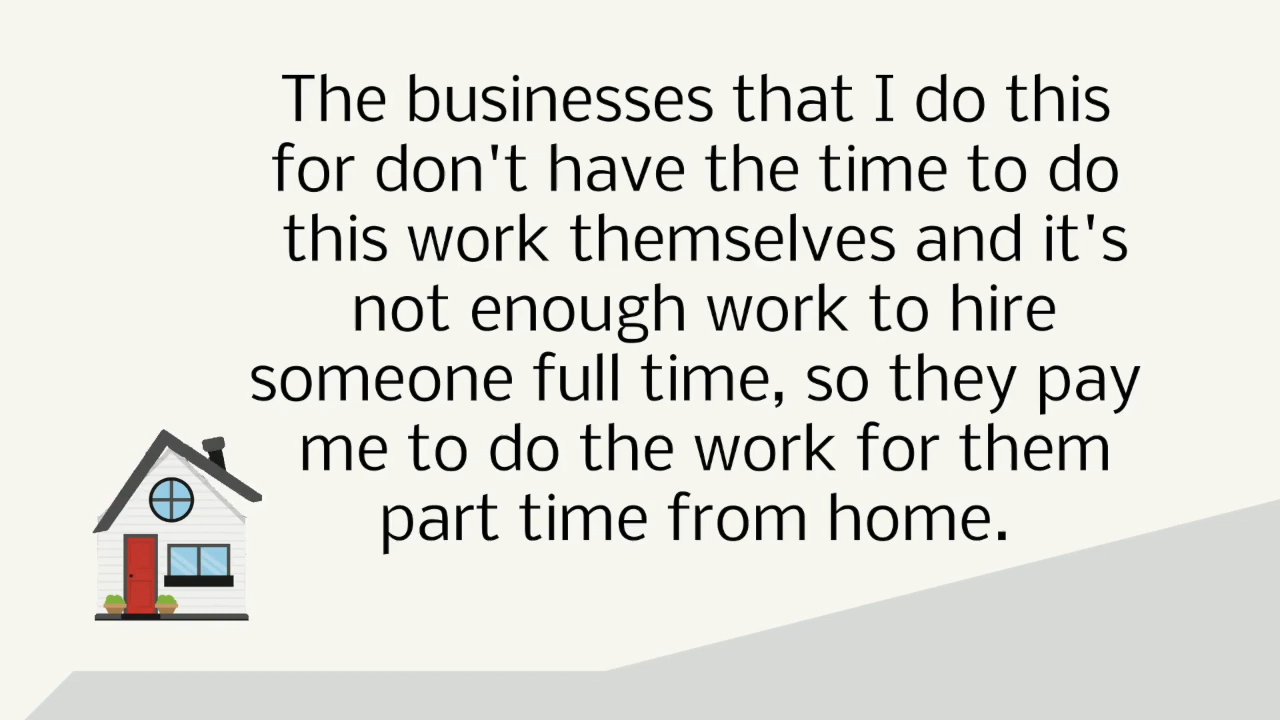 The businesses that I do this
for don't have the time to do
this work themselves and it's
not enough work to hire
someone full time, so they pay
me to do the work for them
part time from home.